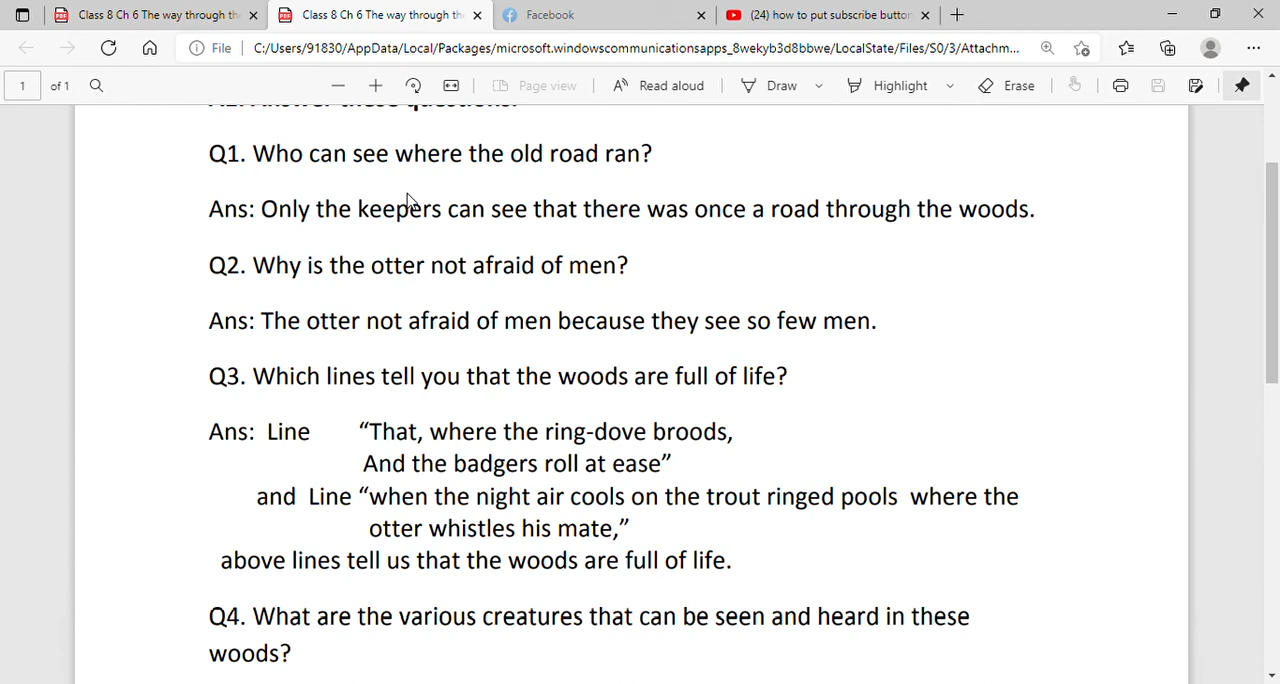 Class 8 Ch 6 The way through th
Class 8 Ch 6 The way through th
Facebook
(24) how to put subscribe button
File
C:/Users/91830/AppData/Local/Packages/microsoft.windowscommunicationsapps_8wekyb3d8bbwe/LocalState/Files/S0/3/Attachm...
1
of 1
Page view
Read aloud
Draw
Highlight
Erase
Q1. Who can see where the old road ran?
Ans: Only the keepers can see that there was once a road through the woods.
Q2. Why is the otter not afraid of men?
Ans: The otter not afraid of men because they see so few men.
Q3. Which lines tell you that the woods are full of life?
Ans: Line “That, where the ring-dove broods,
And the badgers roll at ease”
and Line “when the night air cools on the trout ringed pools where the
otter whistles his mate,”
above lines tell us that the woods are full of life.
Q4. What are the various creatures that can be seen and heard in these
woods?